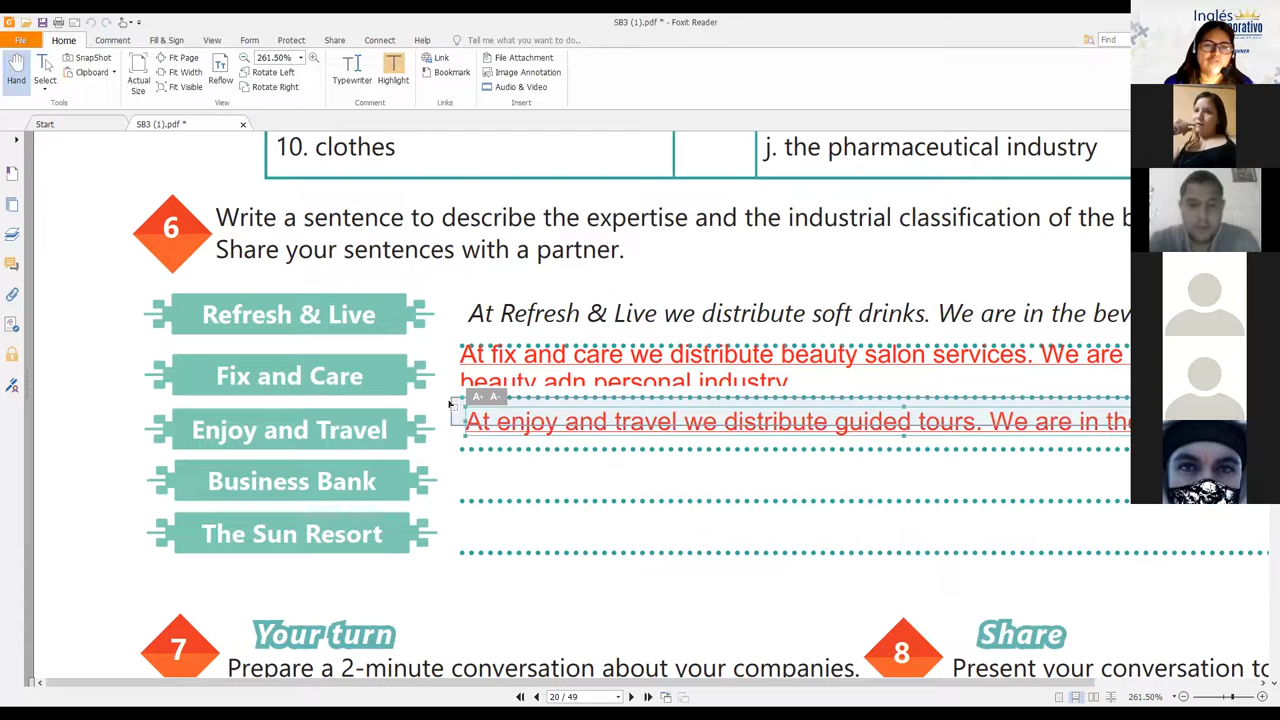 SB3 (1).pdf * - Foxit Reader
File Home Comment Fill & Sign View Form Protect Share Connect Help Tell me what you want to do... Find
Hand
Select
SnapShot
Clipboard
Tools
Actual Size
Fit Page
Fit Width
Fit Visible
Reflow
261.50%
Rotate Left
Rotate Right
View
Typewriter
Highlight
Comment
Link
Bookmark
Links
File Attachment
Image Annotation
Audio & Video
Insert
Start SB3 (1).pdf *
10. clothes j. the pharmaceutical industry
6 Write a sentence to describe the expertise and the industrial classification of the b
Share your sentences with a partner.
Refresh & Live At Refresh & Live we distribute soft drinks. We are in the bev
At fix and care we distribute beauty salon services. We are
Fix and Care beauty adn personal industry
A+ A-
Enjoy and Travel At enjoy and travel we distribute guided tours. We are in the
Business Bank
The Sun Resort
7 Your turn
Prepare a 2-minute conversation about your companies.
8 Share
Present your conversation to
20 / 49
261.50%
Inglés